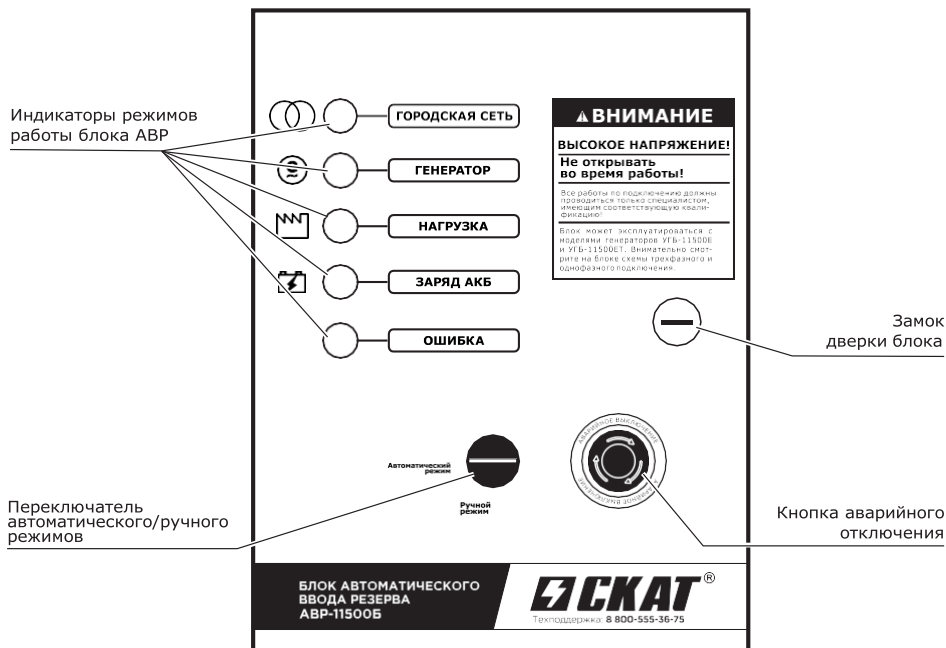 Индикаторы режимов
работы блока АВР
ГОРОДСКАЯ СЕТЬ
ГЕНЕРАТОР
НАГРУЗКА
ЗАРЯД АКБ
ОШИБКА
ВНИМАНИЕ
ВЫСОКОЕ НАПРЯЖЕНИЕ!
Не открывать
во время работы!
Все работы по подключению должны
проводиться только специалистом,
имеющим соответствующую квали-
фикацию!
Блок может эксплуатироваться с
моделями генераторов УГБ-11500Е
и УГБ-11500ЕТ. Внимательно смот-
рите на блоке схемы трехфазного и
однофазного подключения.
Замок
дверки блока
Автоматический
режим
Ручной
режим
АВАРИЙНОЕ ВЫКЛЮЧЕНИЕ
АВАРИЙНОЕ ВЫКЛЮЧЕНИЕ
Переключатель
автоматического/ручного
режимов
Кнопка аварийного
отключения
БЛОК АВТОМАТИЧЕСКОГО
ВВОДА РЕЗЕРВА
АВР-11500Б
СКАТ®
Техподдержка: 8 800-555-36-75